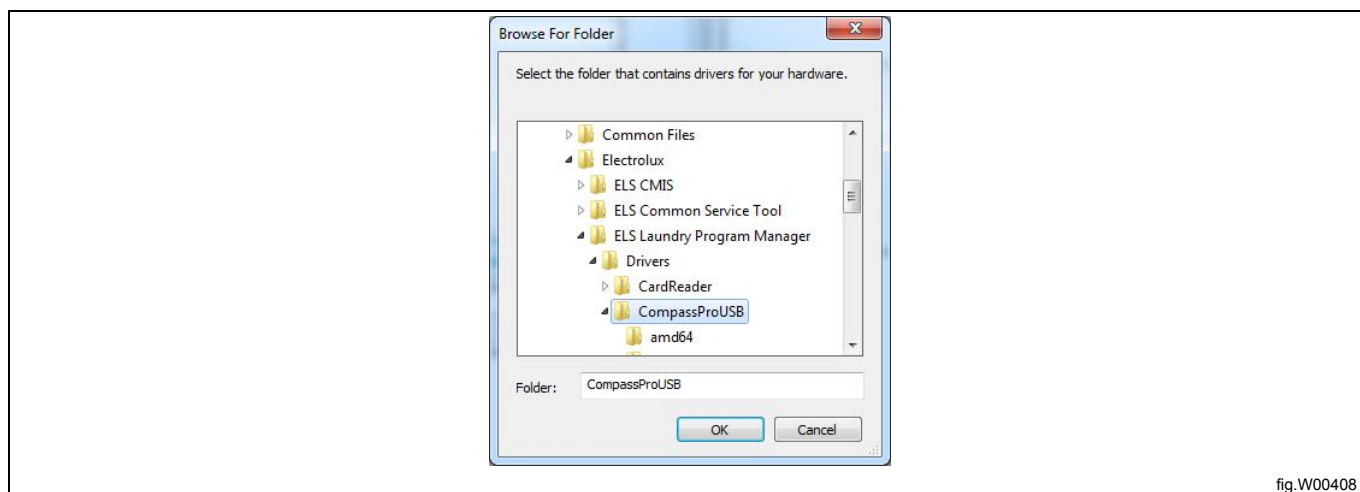 Browse For Folder
Select the folder that contains drivers for your hardware.
Common Files
Electrolux
ELS CMIS
ELS Common Service Tool
ELS Laundry Program Manager
Drivers
CardReader
CompassProUSB
amd64
Folder: CompassProUSB
OK Cancel
fig.W00408